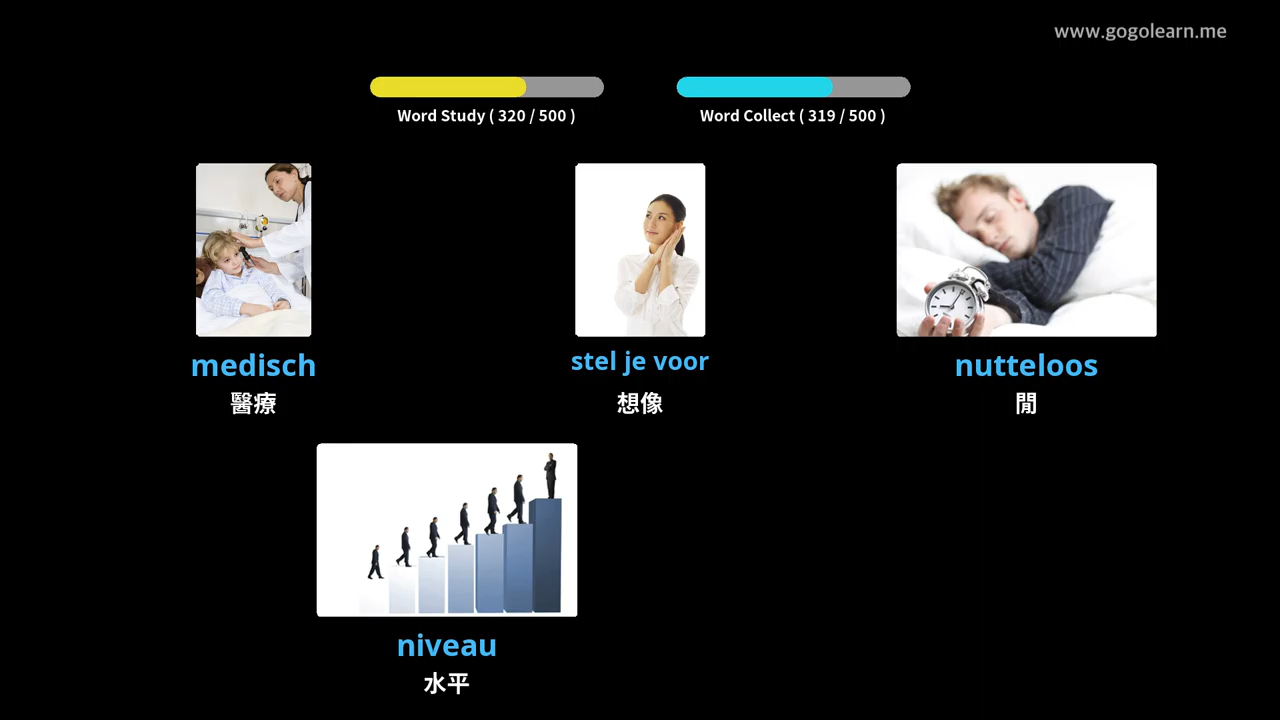 www.gogolearn.me
Word Study ( 320 / 500 )
Word Collect ( 319 / 500 )
medisch
醫療
stel je voor
想像
nutteloos
閒
niveau
水平